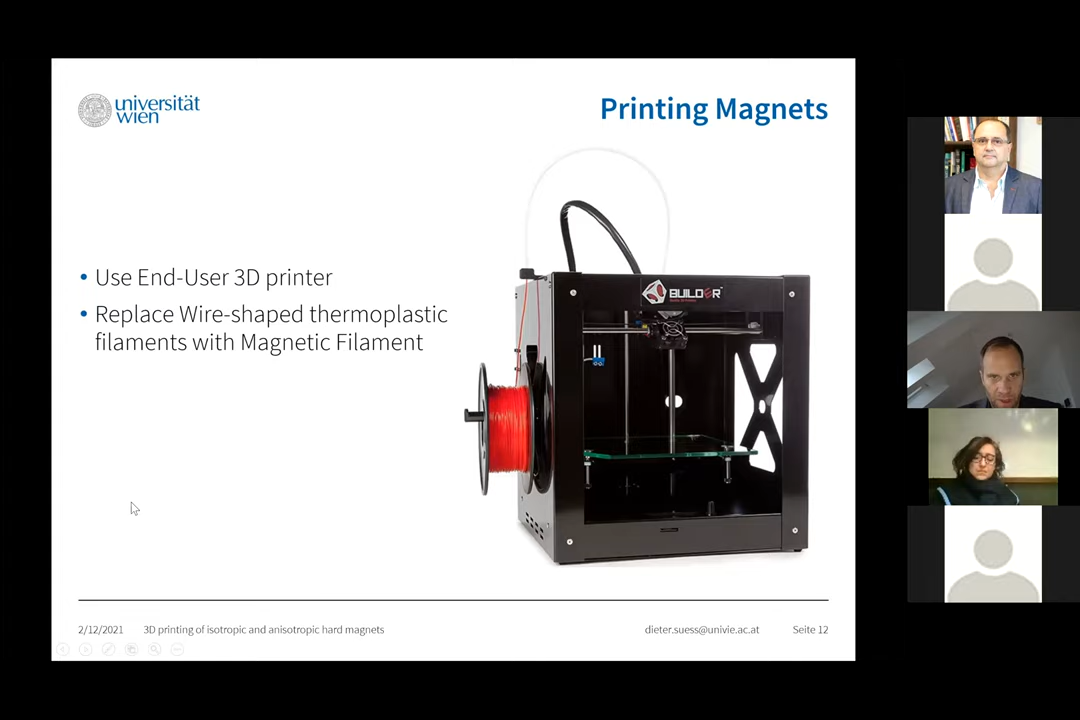 universität
wien
Printing Magnets
• Use End-User 3D printer
• Replace Wire-shaped thermoplastic
filaments with Magnetic Filament
BUILDER
2/12/2021
3D printing of isotropic and anisotropic hard magnets
dieter.suess@univie.ac.at
Seite 12